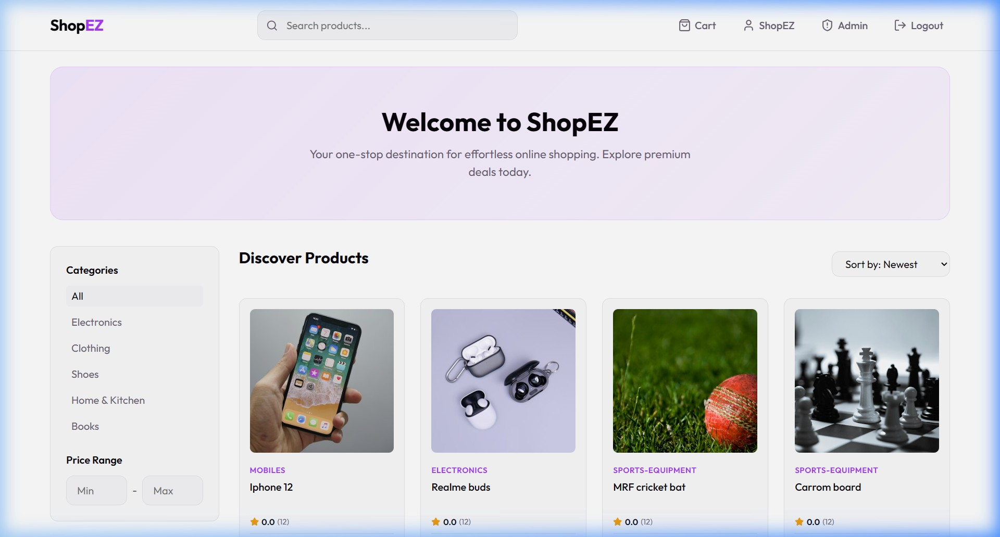 ShopEZ
Search products...
Cart
ShopEZ
Admin
Logout
Welcome to ShopEZ
Your one-stop destination for effortless online shopping. Explore premium
deals today.
Categories
All
Electronics
Clothing
Shoes
Home & Kitchen
Books
Price Range
Min - Max
Discover Products
Sort by: Newest
MOBILES
Iphone 12
0.0 (12)
ELECTRONICS
Realme buds
0.0 (12)
SPORTS-EQUIPMENT
MRF cricket bat
0.0 (12)
SPORTS-EQUIPMENT
Carrom board
0.0 (12)